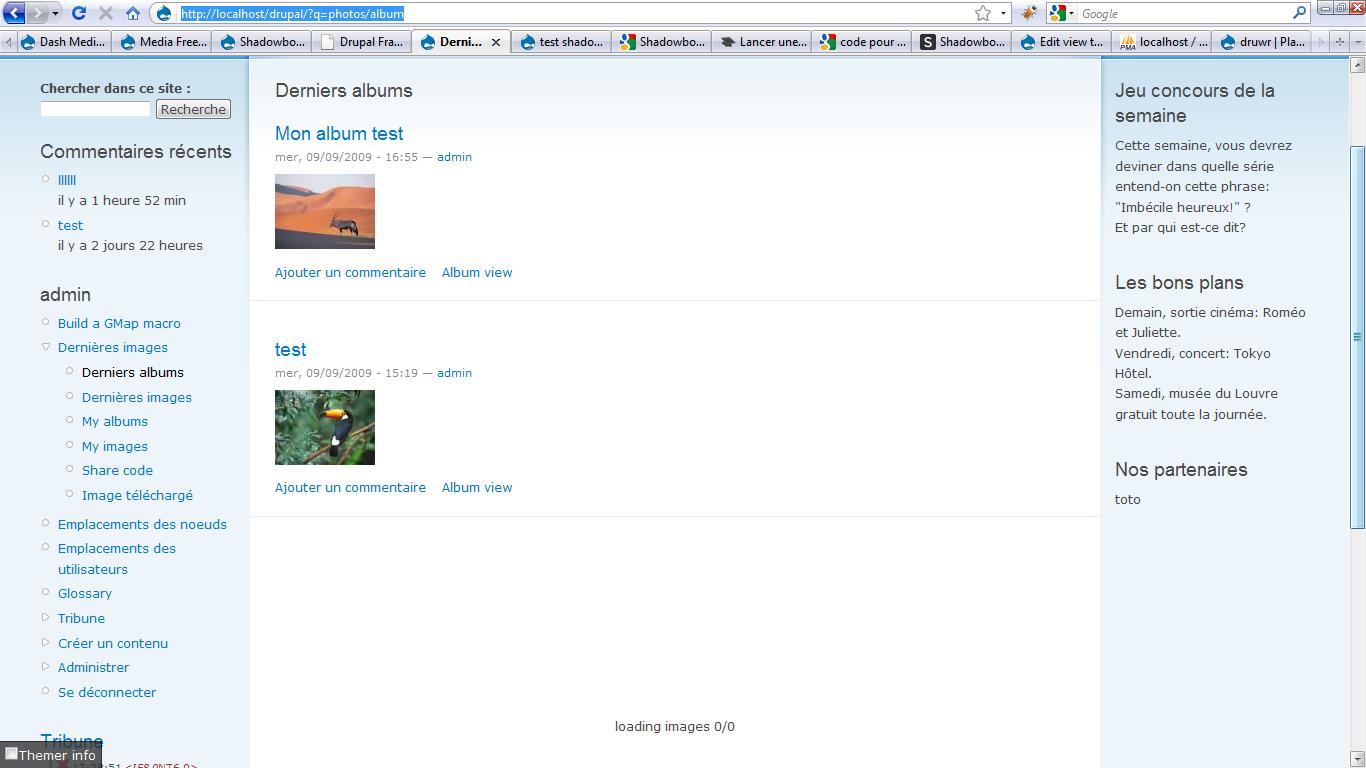 http://localhost/drupal/?q=photos/album
Google
Dash Medi...
Media Free...
Shadowbo...
Drupal Fra...
Derni...
test shado...
Shadowbo...
Lancer une...
code pour ...
Shadowbo...
Edit view t...
localhost / ...
druwr | Pla...
Chercher dans ce site :
Recherche
Commentaires récents
llllll
il y a 1 heure 52 min
test
il y a 2 jours 22 heures
admin
Build a GMap macro
Dernières images
Derniers albums
Dernières images
My albums
My images
Share code
Image téléchargé
Emplacements des noeuds
Emplacements des
utilisateurs
Glossary
Tribune
Créer un contenu
Administrer
Se déconnecter
Tribune
Themer info
Derniers albums
Mon album test
mer, 09/09/2009 - 16:55 — admin
Ajouter un commentaire Album view
test
mer, 09/09/2009 - 15:19 — admin
Ajouter un commentaire Album view
loading images 0/0
Jeu concours de la
semaine
Cette semaine, vous devrez
deviner dans quelle série
entend-on cette phrase:
"Imbécile heureux!" ?
Et par qui est-ce dit?
Les bons plans
Demain, sortie cinéma: Roméo
et Juliette.
Vendredi, concert: Tokyo
Hôtel.
Samedi, musée du Louvre
gratuit toute la journée.
Nos partenaires
toto